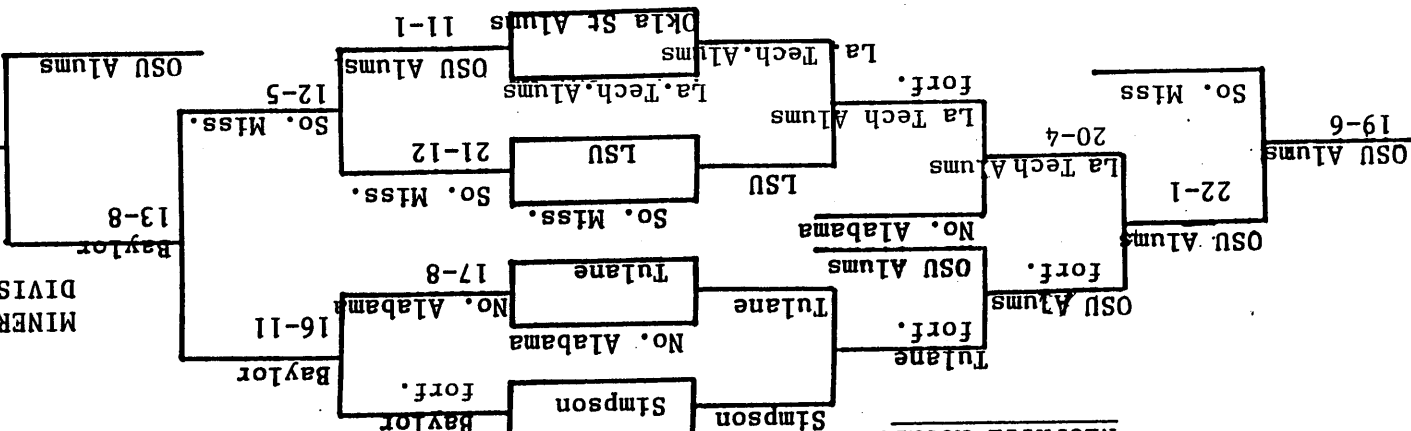 Simpson
Simpson
Baylor
forf.
Baylor
Tulane
No. Alabama
forf.
16-11
MINER
OSU Alums
Tulane
No. Alabama
DIVIS
forf.
Tulane
17-8
OSU Alums
OSU Alums
Baylor
No. Alabama
13-8
So. Miss.
22-1
LSU
So. Miss.
La Tech Alums
OSU Alums
LSU
21-12
20-4
19-6
La Tech Alums
So. Miss.
12-5
So. Miss
La.Tech.Alums
forf.
OSU Alums
OSU Alums
La. Tech.Alums
Okla St Alums
11-1